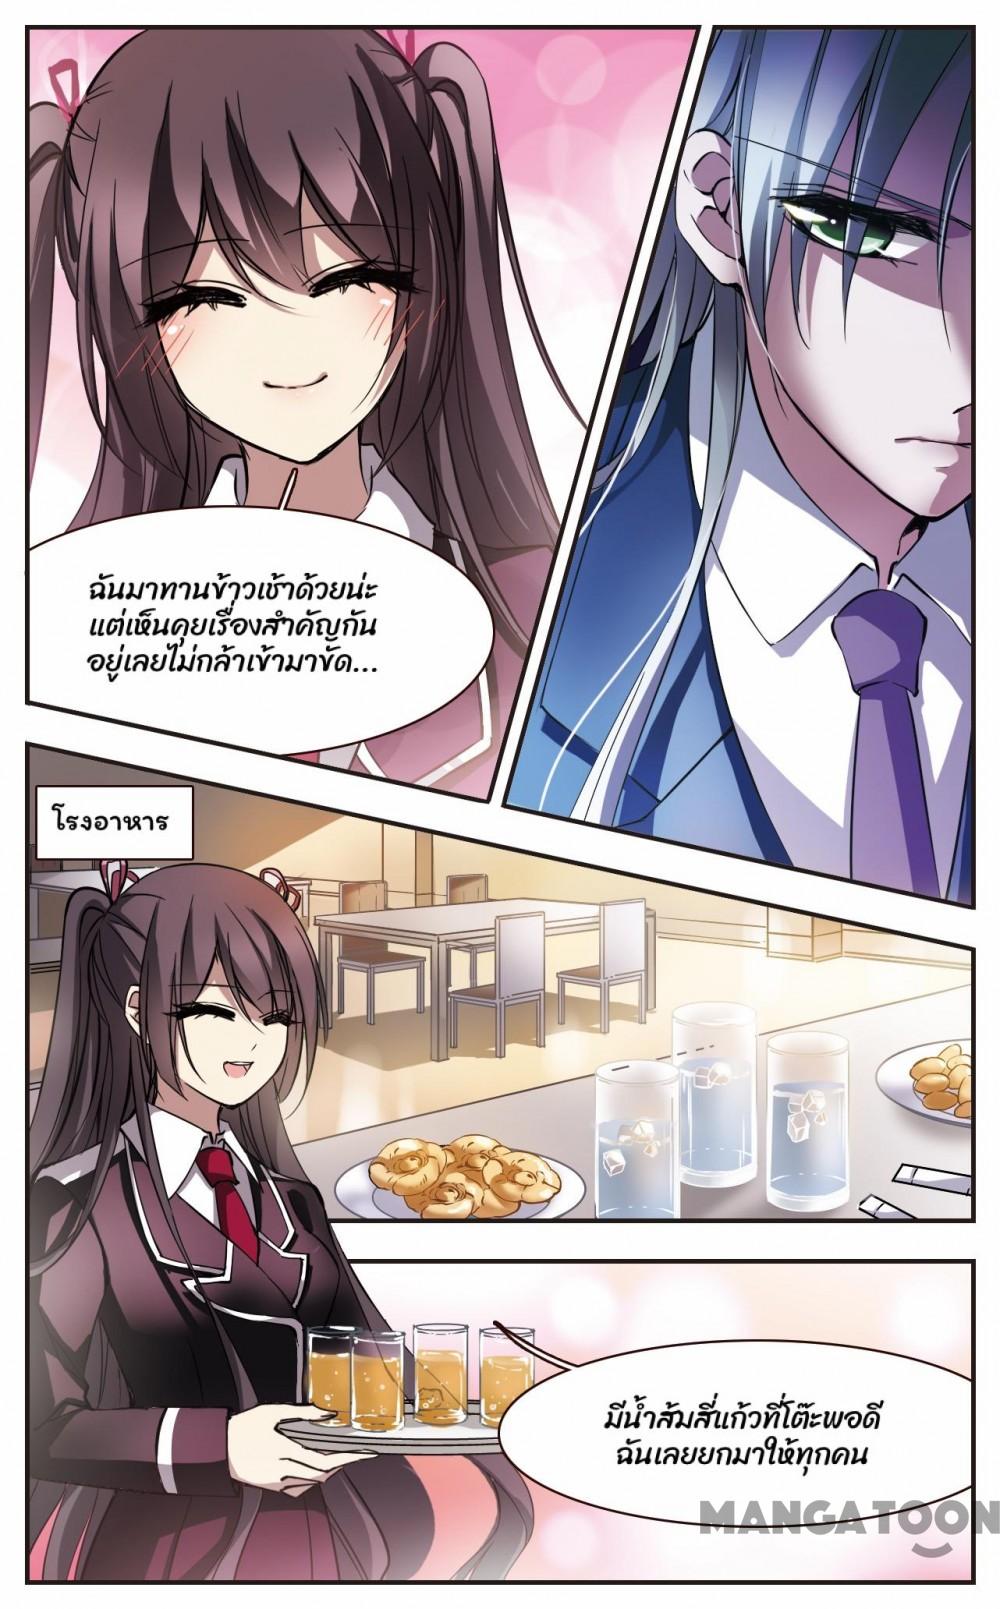 ฉันมาทานข้าวเช้าด้วยน่ะ
แต่เห็นคุยเรื่องสำคัญกัน
อยู่เลยไม่กล้าเข้ามาขัด...
โรงอาหาร
มีน้ำส้มสี่แก้วที่โต๊ะพอดี
ฉันเลยยกมาให้ทุกคน
MANGATOON